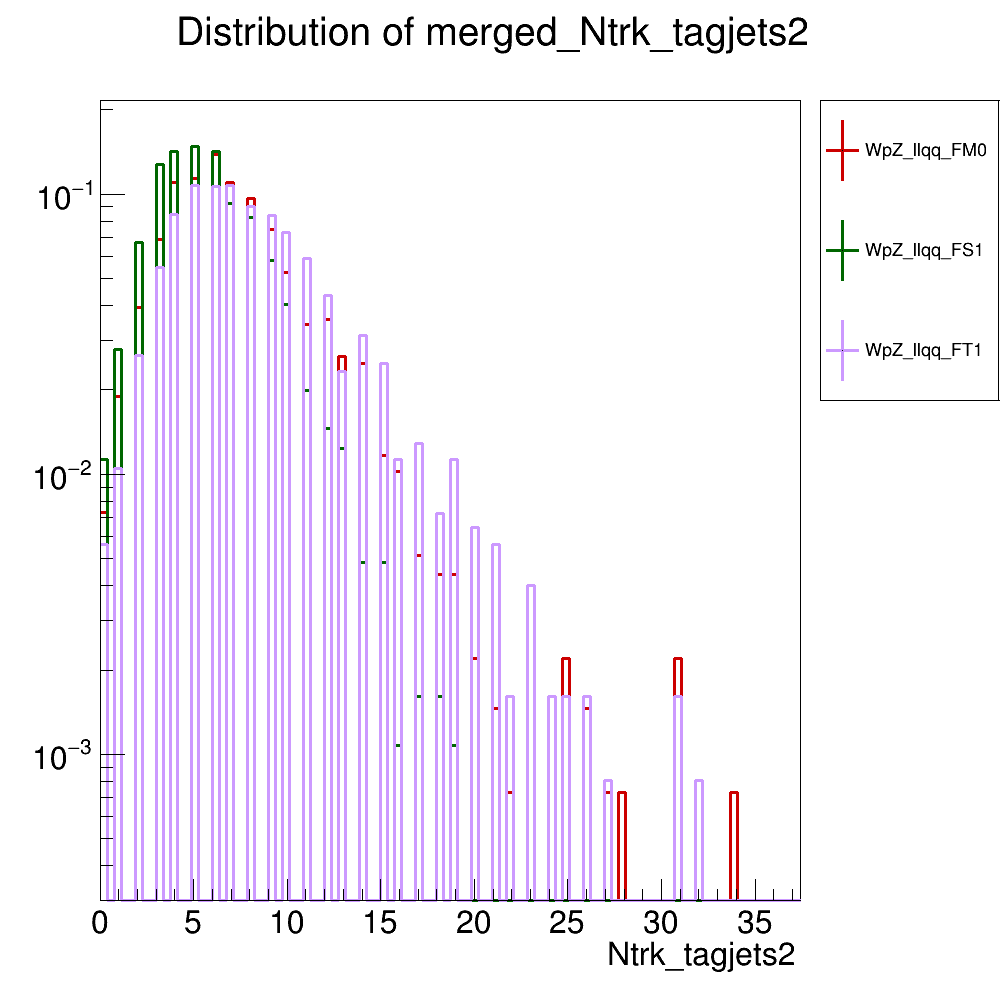 Distribution of merged_Ntrk_tagjets2
WpZ_llqq_FM0
WpZ_llqq_FS1
WpZ_llqq_FT1
10⁻¹
10⁻²
10⁻³
0 5 10 15 20 25 30 35
Ntrk_tagjets2